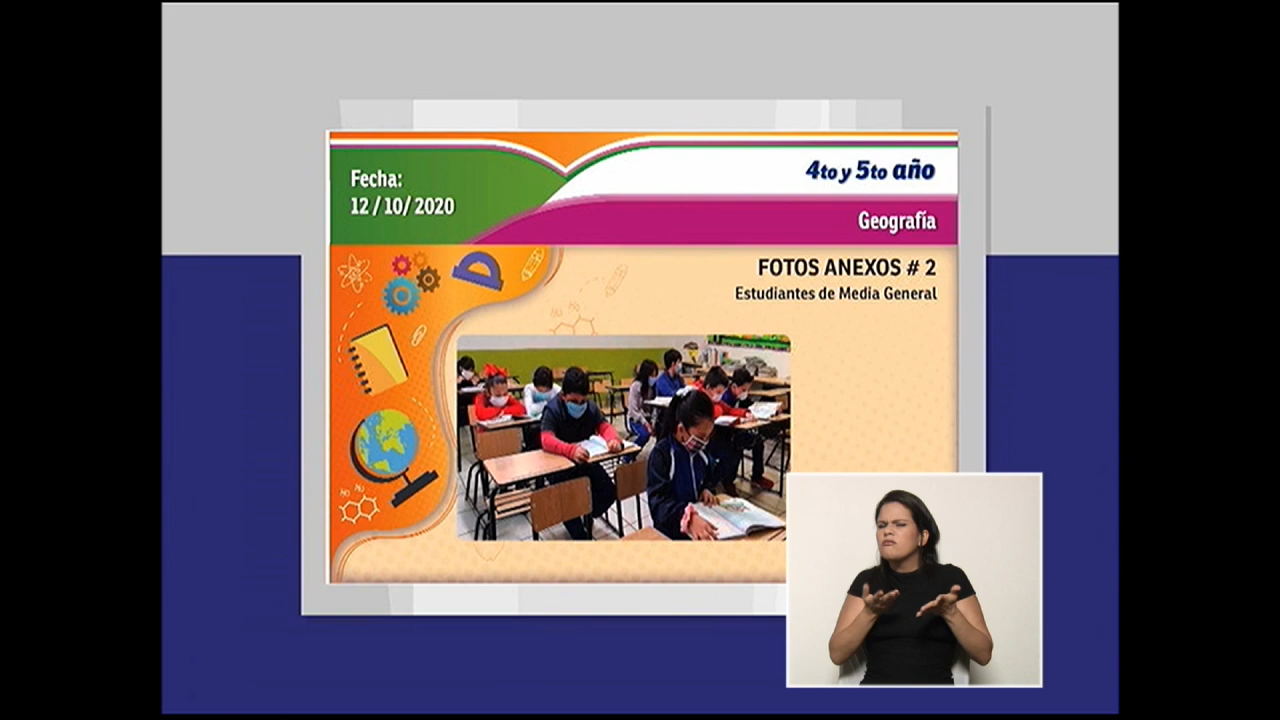 Fecha:
12 / 10/ 2020
4to y 5to año
Geografía
FOTOS ANEXOS # 2
Estudiantes de Media General